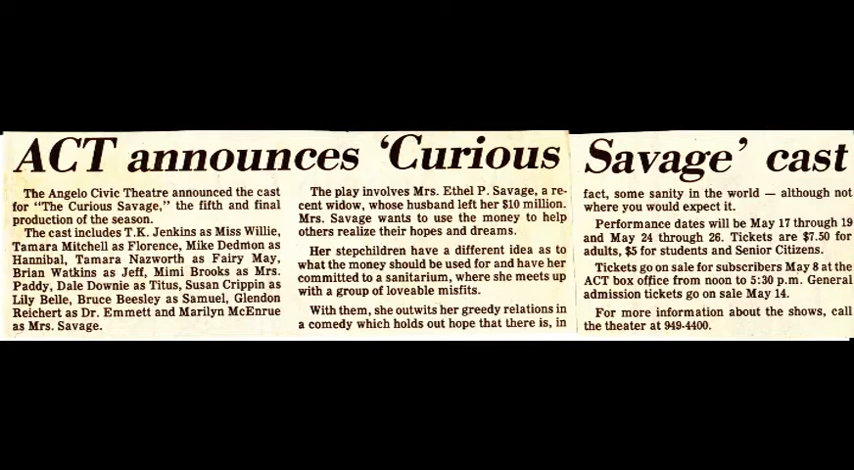 ACT announces 'Curious Savage' cast
The Angelo Civic Theatre announced the cast
for "The Curious Savage," the fifth and final
production of the season.
The cast includes T.K. Jenkins as Miss Willie,
Tamara Mitchell as Florence, Mike Dedmon as
Hannibal, Tamara Nazworth as Fairy May,
Brian Watkins as Jeff, Mimi Brooks as Mrs.
Paddy, Dale Downie as Titus, Susan Crippin as
Lily Belle, Bruce Beesley as Samuel, Glendon
Reichert as Dr. Emmett and Marilyn McEnrue
as Mrs. Savage.
The play involves Mrs. Ethel P. Savage, a re-
cent widow, whose husband left her $10 million.
Mrs. Savage wants to use the money to help
others realize their hopes and dreams.
Her stepchildren have a different idea as to
what the money should be used for and have her
committed to a sanitarium, where she meets up
with a group of loveable misfits.
With them, she outwits her greedy relations in
a comedy which holds out hope that there is, in
fact, some sanity in the world — although not
where you would expect it.
Performance dates will be May 17 through 19
and May 24 through 26. Tickets are $7.50 for
adults, $5 for students and Senior Citizens.
Tickets go on sale for subscribers May 8 at the
ACT box office from noon to 5:30 p.m. General
admission tickets go on sale May 14.
For more information about the shows, call
the theater at 949-4400.